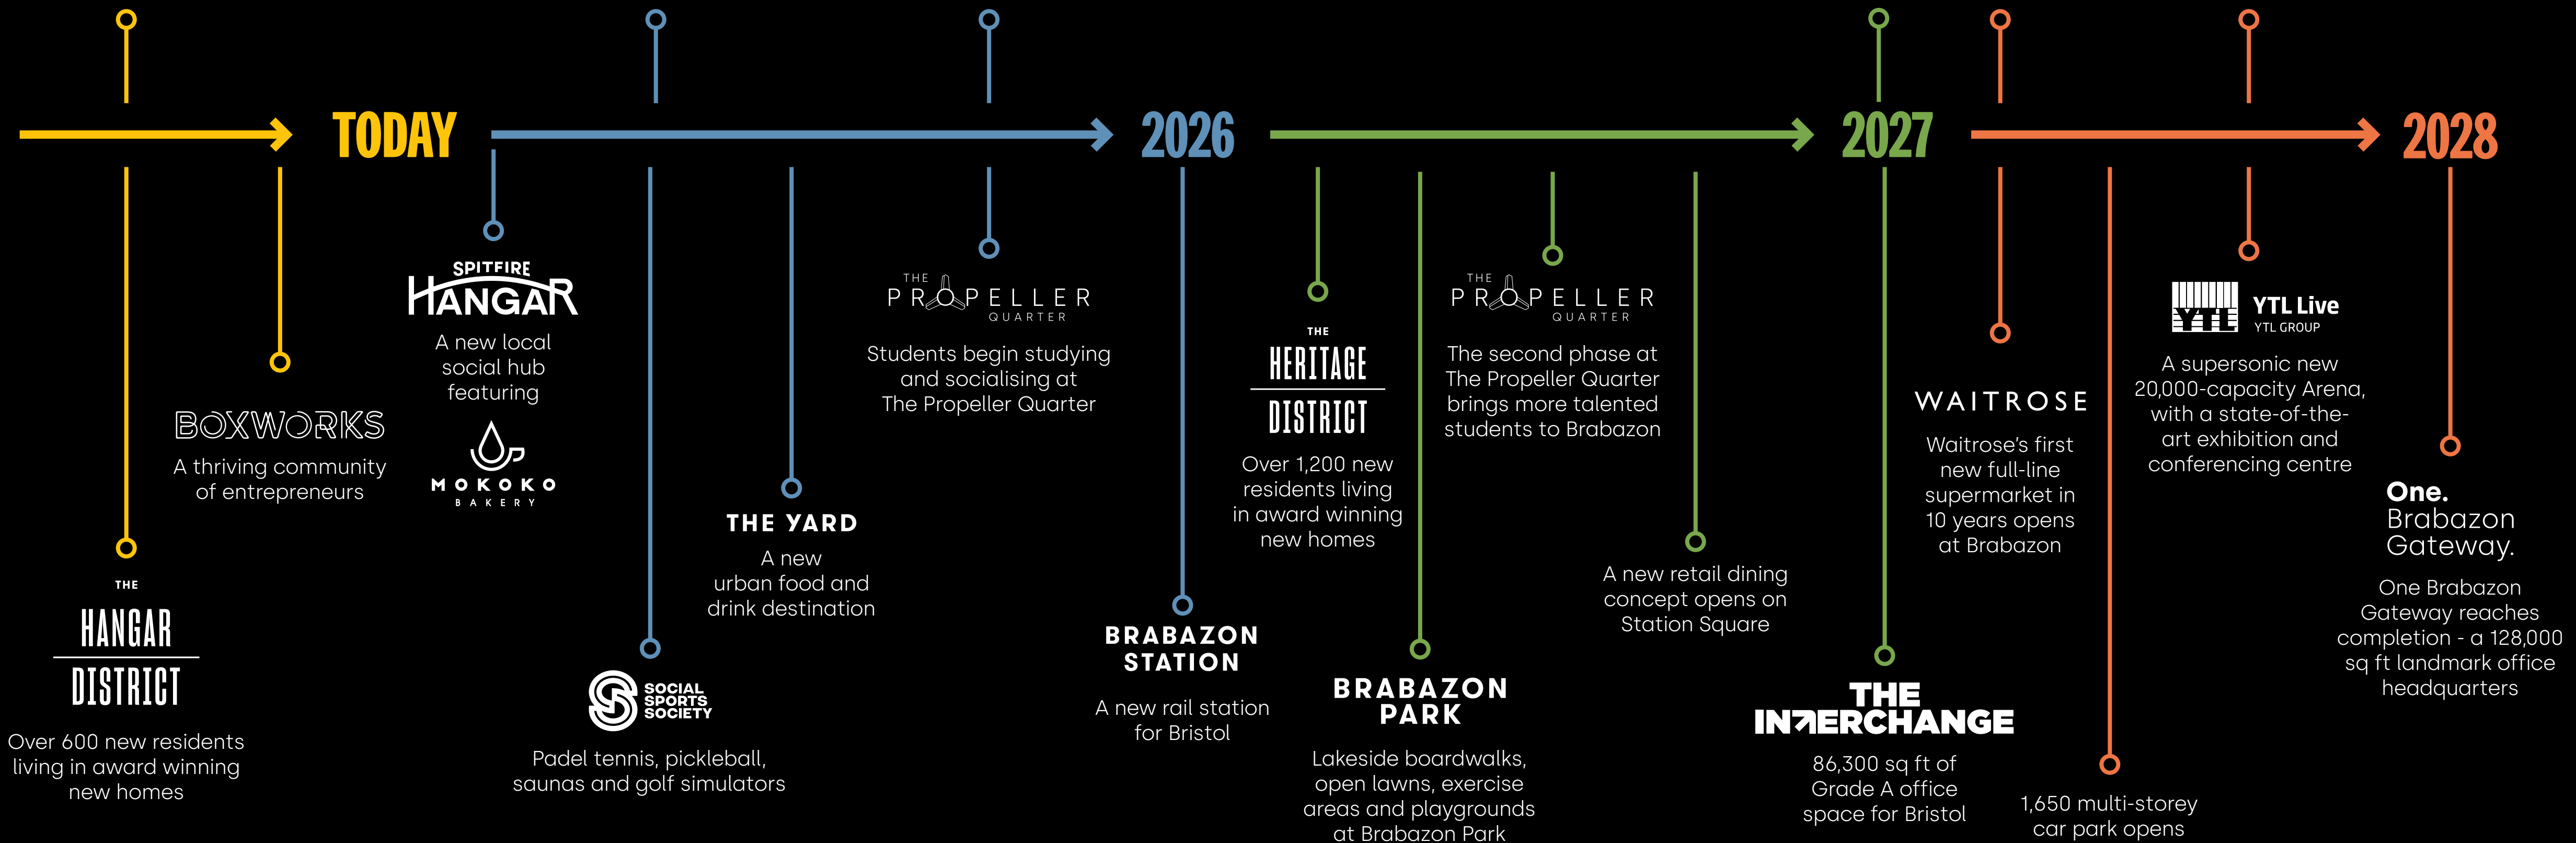 TODAY
2026
2027
2028
THE
HANGAR
DISTRICT
Over 600 new residents
living in award winning
new homes
BOXWORKS
A thriving community
of entrepreneurs
SPITFIRE
HANGAR
A new local
social hub
featuring
MOKOKO
BAKERY
SOCIAL
SPORTS
SOCIETY
Padel tennis, pickleball,
saunas and golf simulators
THE YARD
A new
urban food and
drink destination
THE
PROPELLER
QUARTER
Students begin studying
and socialising at
The Propeller Quarter
BRABAZON
STATION
A new rail station
for Bristol
THE
HERITAGE
DISTRICT
Over 1,200 new
residents living
in award winning
new homes
BRABAZON
PARK
Lakeside boardwalks,
open lawns, exercise
areas and playgrounds
at Brabazon Park
THE
PROPELLER
QUARTER
The second phase at
The Propeller Quarter
brings more talented
students to Brabazon
A new retail dining
concept opens on
Station Square
THE
INTERCHANGE
86,300 sq ft of
Grade A office
space for Bristol
WAITROSE
Waitrose's first
new full-line
supermarket in
10 years opens
at Brabazon
1,650 multi-storey
car park opens
YTL
YTL Live
YTL GROUP
A supersonic new
20,000-capacity Arena,
with a state-of-the-
art exhibition and
conferencing centre
One.
Brabazon
Gateway.
One Brabazon
Gateway reaches
completion - a 128,000
sq ft landmark office
headquarters